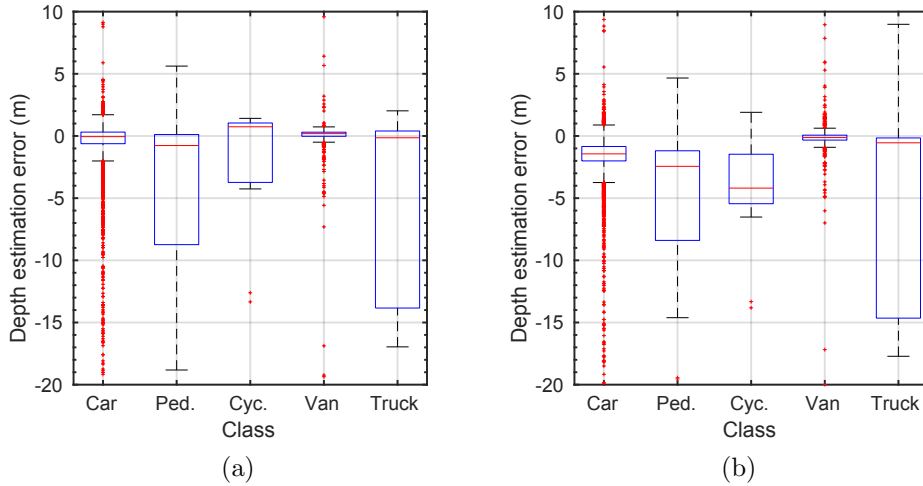 Depth estimation error (m)
10
5
0
-5
-10
-15
-20
Car Ped. Cyc. Van Truck
Class
(a)
Depth estimation error (m)
10
5
0
-5
-10
-15
-20
Car Ped. Cyc. Van Truck
Class
(b)